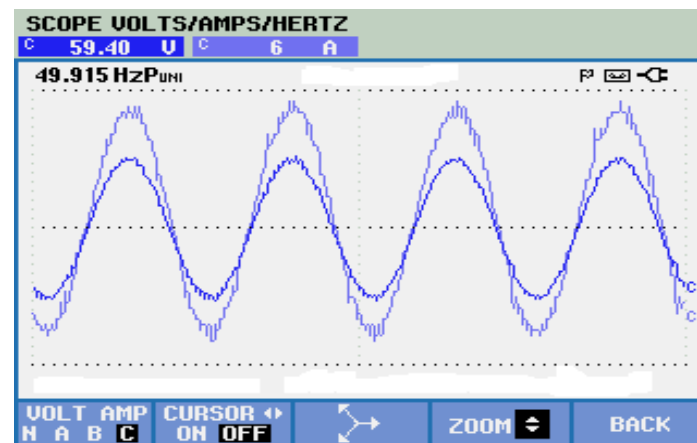 SCOPE VOLTS/AMPS/HERTZ
C 59.40 V C 6 A
49.915 HzPUNI
C
C
VOLT AMP CURSOR
N A B C ON OFF ZOOM BACK